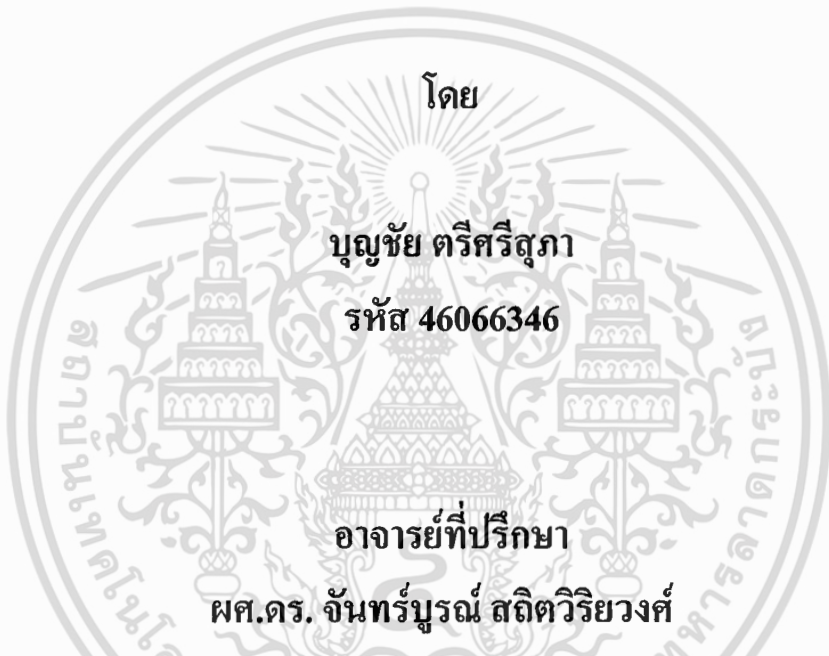 โดย
บุญชัย ตรีศรีสุภา
รหัส 46066346
อาจารย์ที่ปรึกษา
ผศ.ดร. จันทร์บูรณ์ สถิตวิริยวงศ์